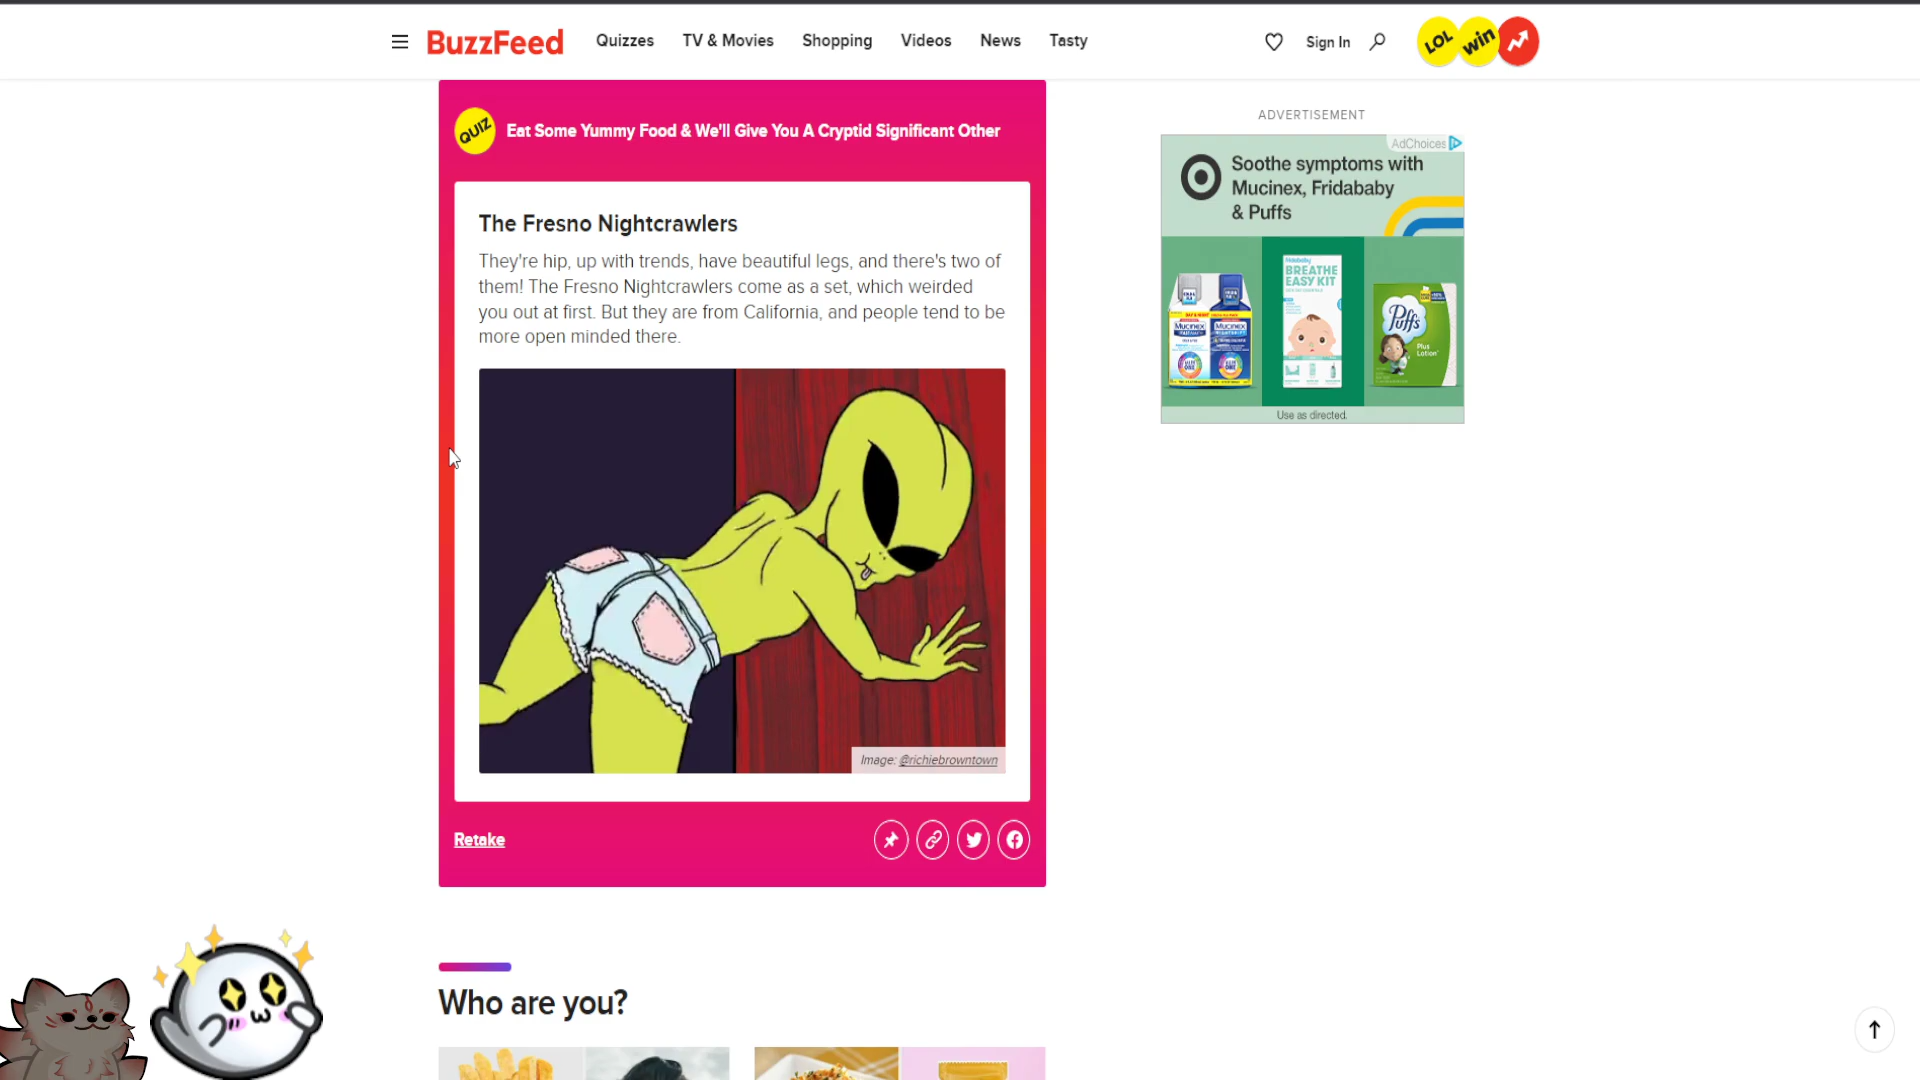 BuzzFeed
Quizzes
TV & Movies
Shopping
Videos
News
Tasty
Sign In
LOL
win
QUIZ
Eat Some Yummy Food & We'll Give You A Cryptid Significant Other
The Fresno Nightcrawlers
They're hip, up with trends, have beautiful legs, and there's two of
them! The Fresno Nightcrawlers come as a set, which weirded
you out at first. But they are from California, and people tend to be
more open minded there.
Image: @richiebrowntown
Retake
Who are you?
ADVERTISEMENT
AdChoices
Soothe symptoms with
Mucinex, Fridababy
& Puffs
BREATHE
EASY KIT
Mucinex
Mucinex
Puffs
Plus
Lotion
Use as directed.